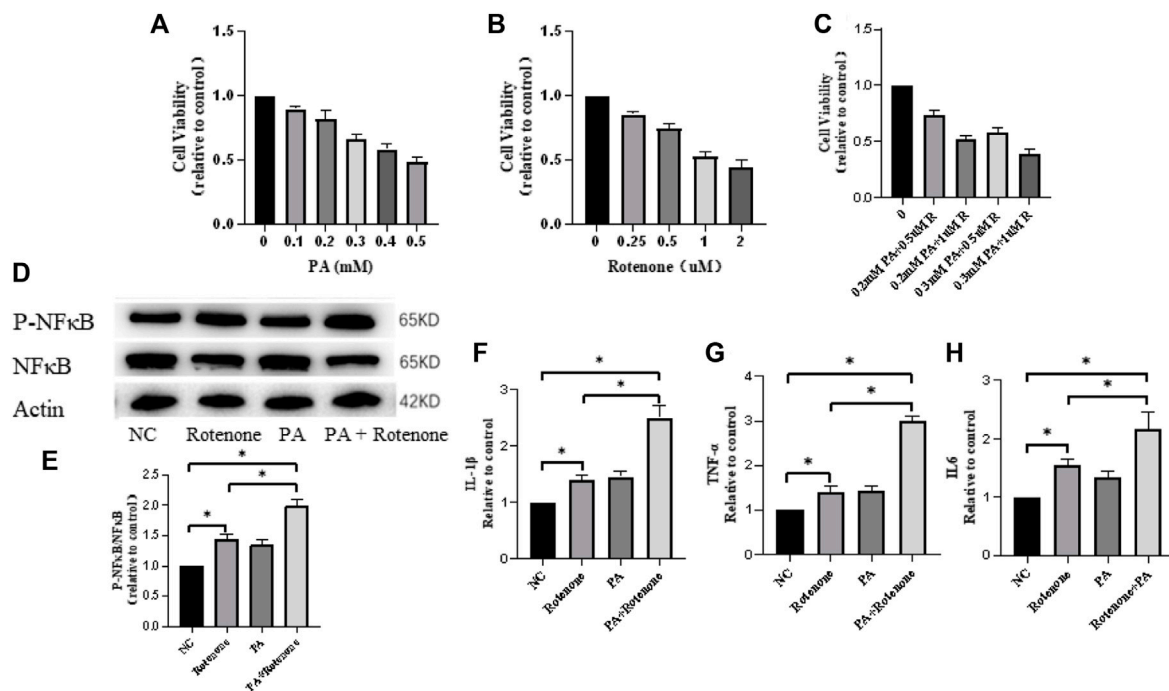 A
Cell Viability
(relative to control)
1.5
1.0
0.5
0.0
0 0.1 0.2 0.3 0.4 0.5
PA (mM)
B
Cell Viability
(relative to control)
1.5
1.0
0.5
0.0
0 0.25 0.5 1 2
Rotenone (uM)
C
Cell Viability
(relative to control)
1.5
1.0
0.5
0.0
0
0.2mM PA+0.5uM R
0.2mM PA+1uM R
0.3mM PA+0.5uM R
0.3mM PA+1uM R
D
P-NFκB 65KD
NFκB 65KD
Actin 42KD
NC Rotenone PA PA + Rotenone
E
P-NFκB/NFκB
(relative to control)
2.5
2.0
1.5
1.0
0.5
0.0
* * *
NC
Rotenone
PA
PA+Rotenone
F
IL-1β
Relative to control
3
2
1
0
* * *
NC
Rotenone
PA
PA+Rotenone
G
TNF-α
Relative to control
4
3
2
1
0
* * *
NC
Rotenone
PA
PA+Rotenone
H
IL6
Relative to control
3
2
1
0
* * *
NC
Rotenone
PA
Rotenone+PA